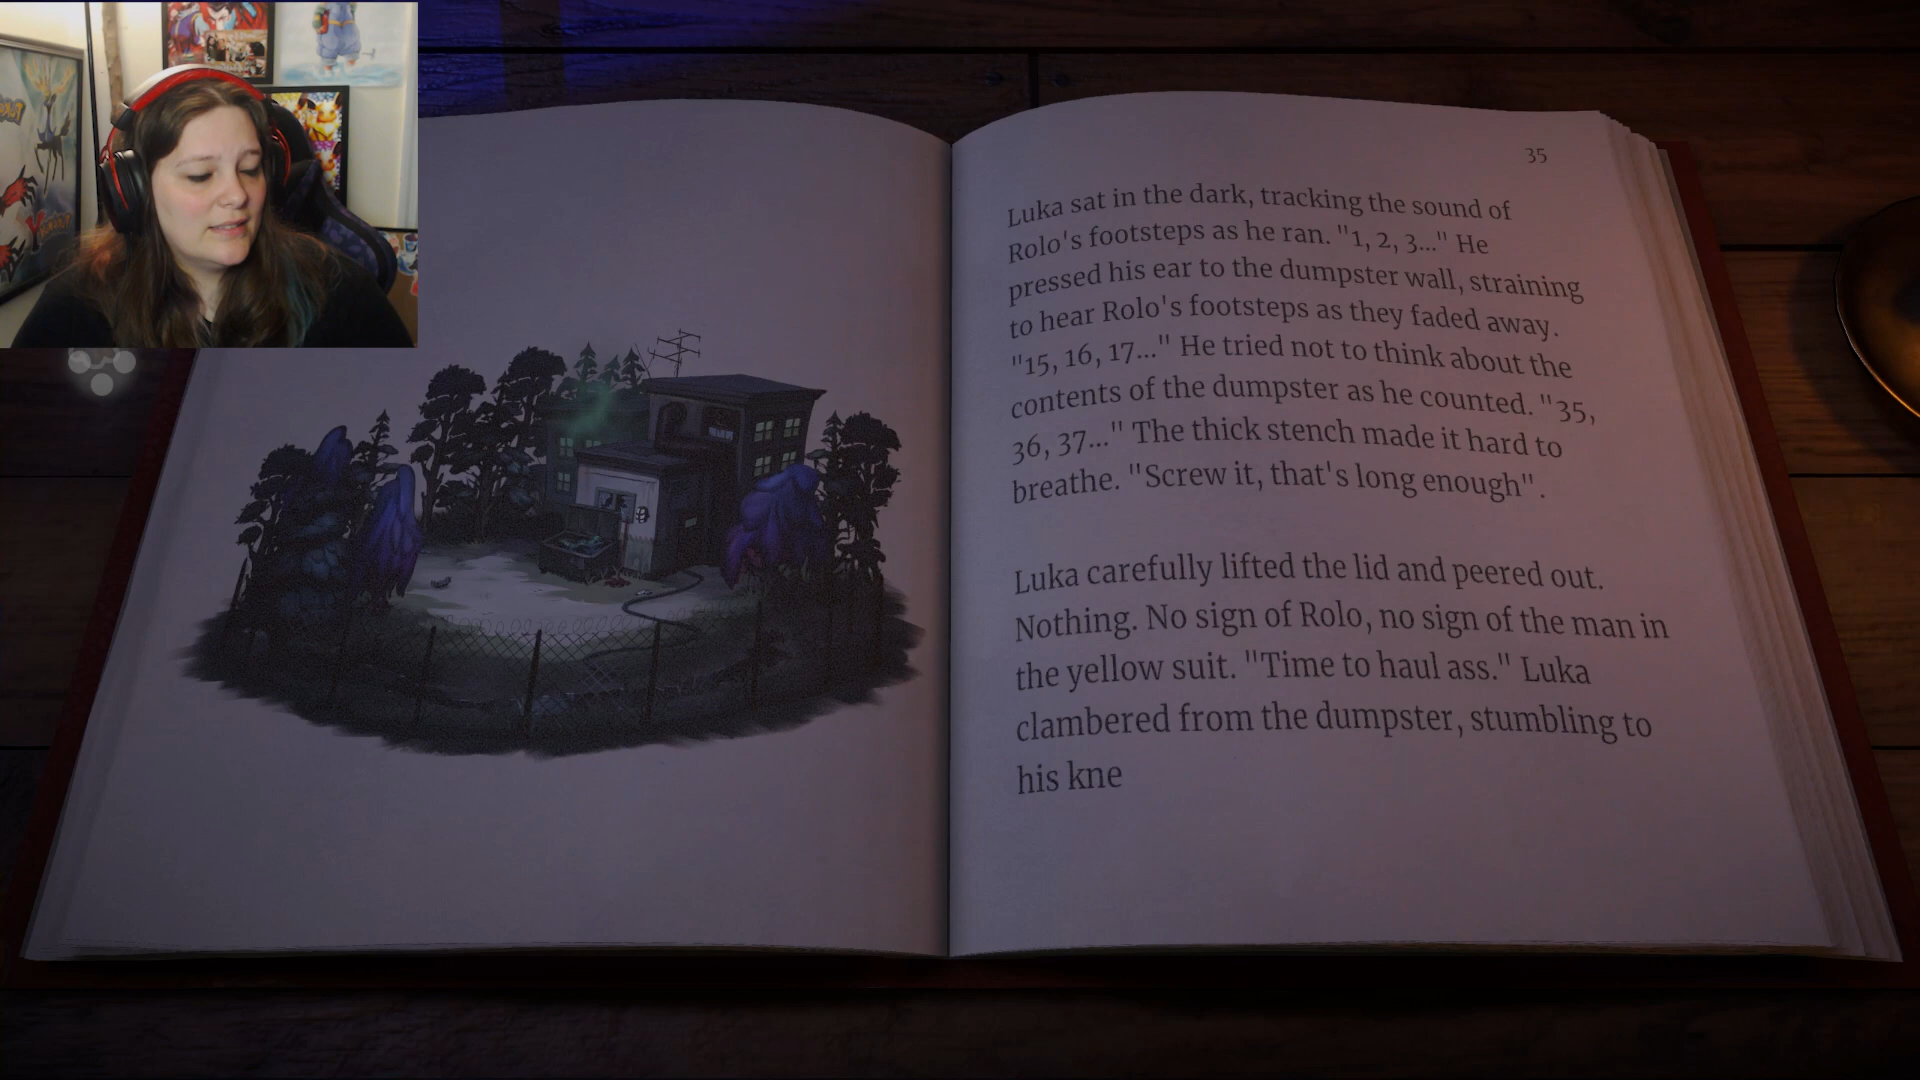 35
Luka sat in the dark, tracking the sound of
Rolo's footsteps as he ran. "1, 2, 3..." He
pressed his ear to the dumpster wall, straining
to hear Rolo's footsteps as they faded away.
"15, 16, 17..." He tried not to think about the
contents of the dumpster as he counted. "35,
36, 37..." The thick stench made it hard to
breathe. "Screw it, that's long enough".
Luka carefully lifted the lid and peered out.
Nothing. No sign of Rolo, no sign of the man in
the yellow suit. "Time to haul ass." Luka
clambered from the dumpster, stumbling to
his kne